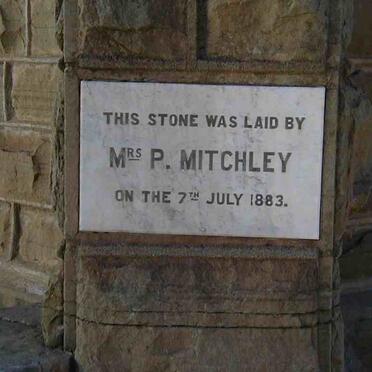 THIS STONE WAS LAID BY
MRS P. MITCHLEY
ON THE 7TH JULY 1883.